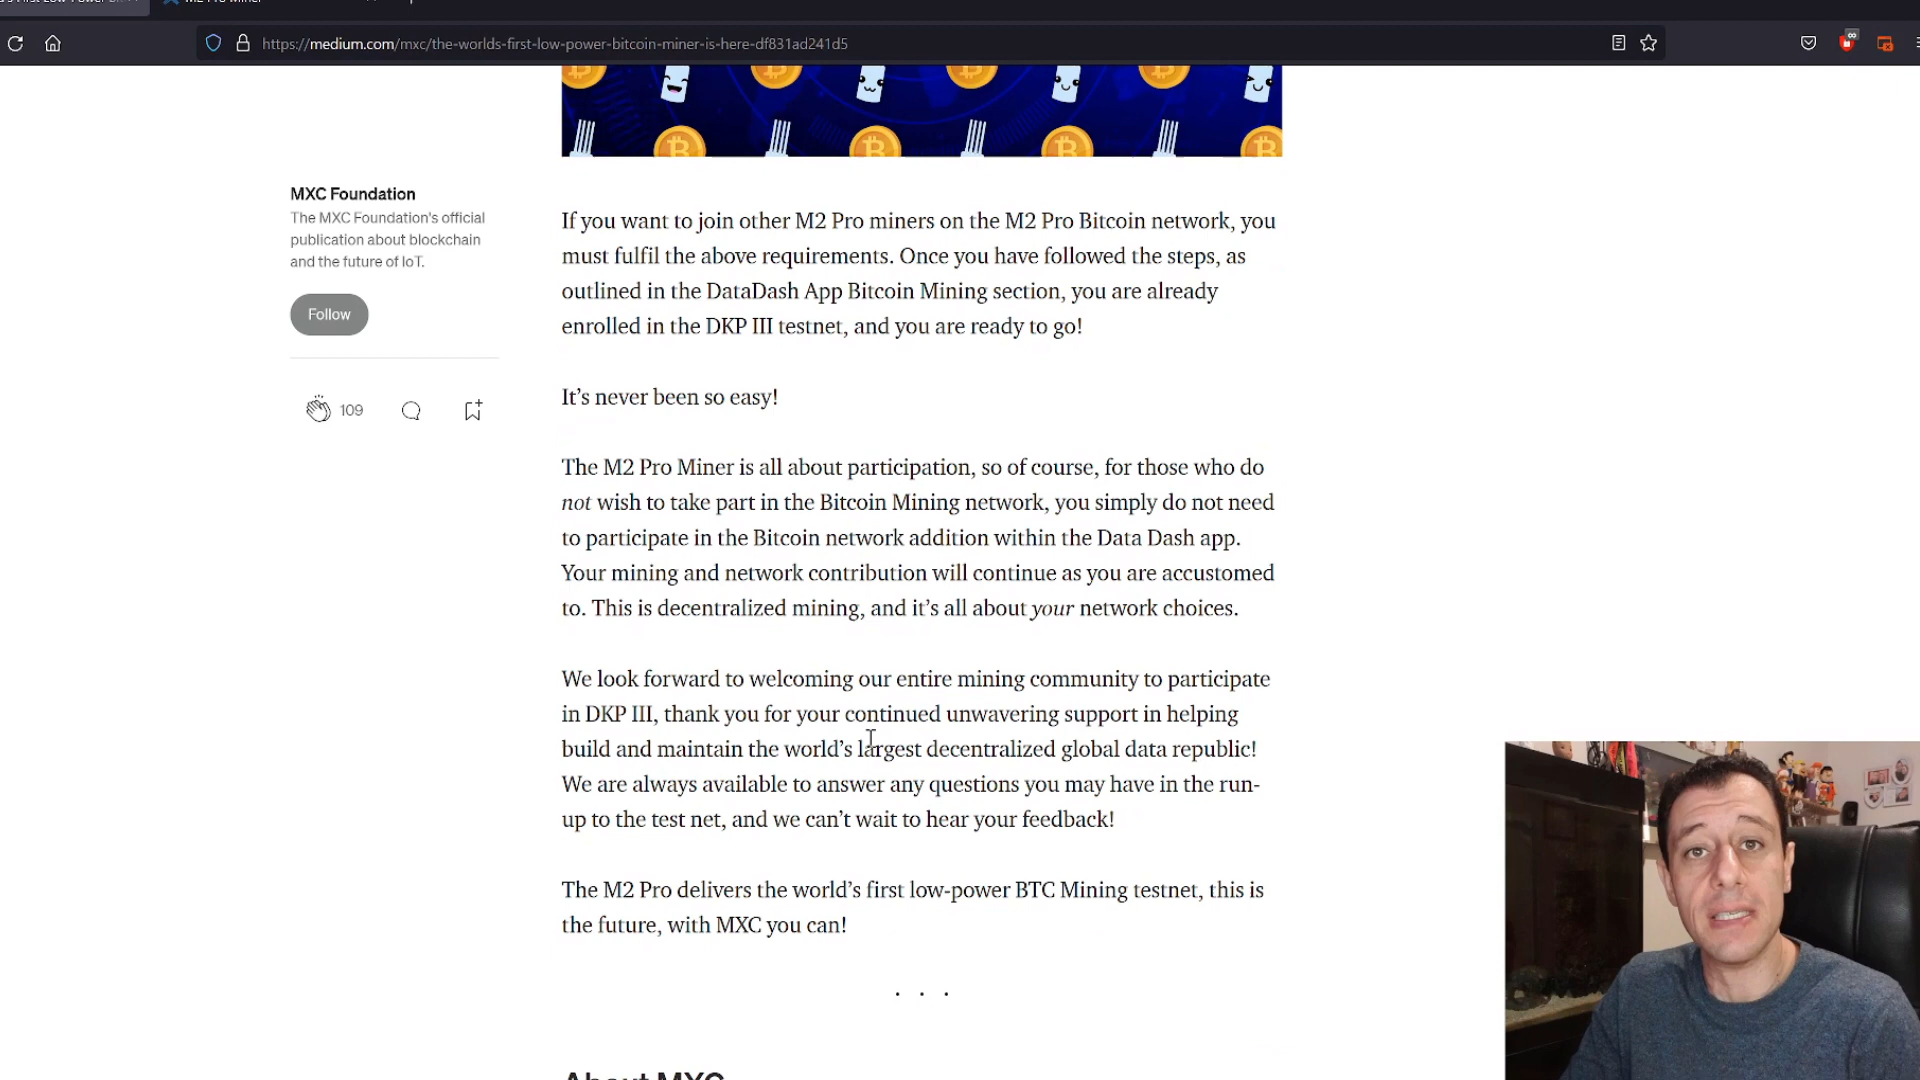 https://medium.com/mxc/the-worlds-first-low-power-bitcoin-miner-is-here-df831ad241d5
MXC Foundation
The MXC Foundation's official
publication about blockchain
and the future of IoT.
Follow
109
If you want to join other M2 Pro miners on the M2 Pro Bitcoin network, you
must fulfil the above requirements. Once you have followed the steps, as
outlined in the DataDash App Bitcoin Mining section, you are already
enrolled in the DKP III testnet, and you are ready to go!
It’s never been so easy!
The M2 Pro Miner is all about participation, so of course, for those who do
not wish to take part in the Bitcoin Mining network, you simply do not need
to participate in the Bitcoin network addition within the Data Dash app.
Your mining and network contribution will continue as you are accustomed
to. This is decentralized mining, and it’s all about your network choices.
We look forward to welcoming our entire mining community to participate
in DKP III, thank you for your continued unwavering support in helping
build and maintain the world’s largest decentralized global data republic!
We are always available to answer any questions you may have in the run-
up to the test net, and we can’t wait to hear your feedback!
The M2 Pro delivers the world’s first low-power BTC Mining testnet, this is
the future, with MXC you can!
. . .
About MXC